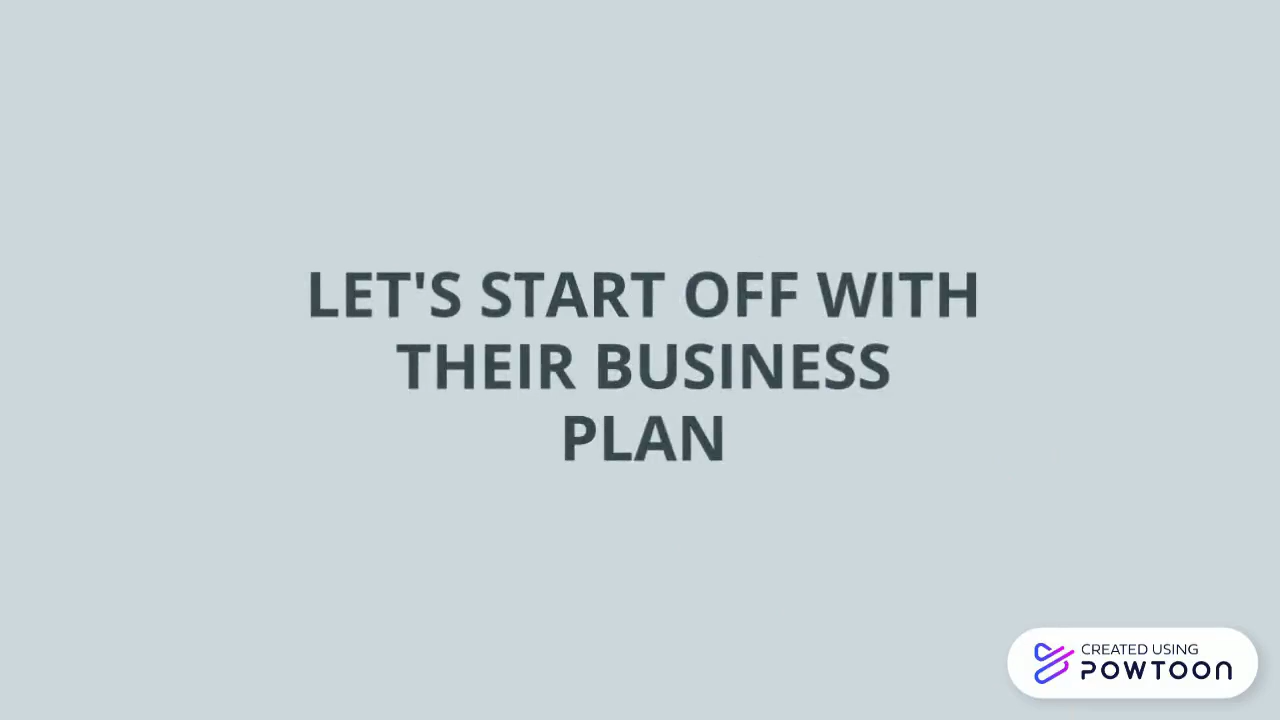 LET'S START OFF WITH
THEIR BUSINESS
PLAN
CREATED USING
POWTOON